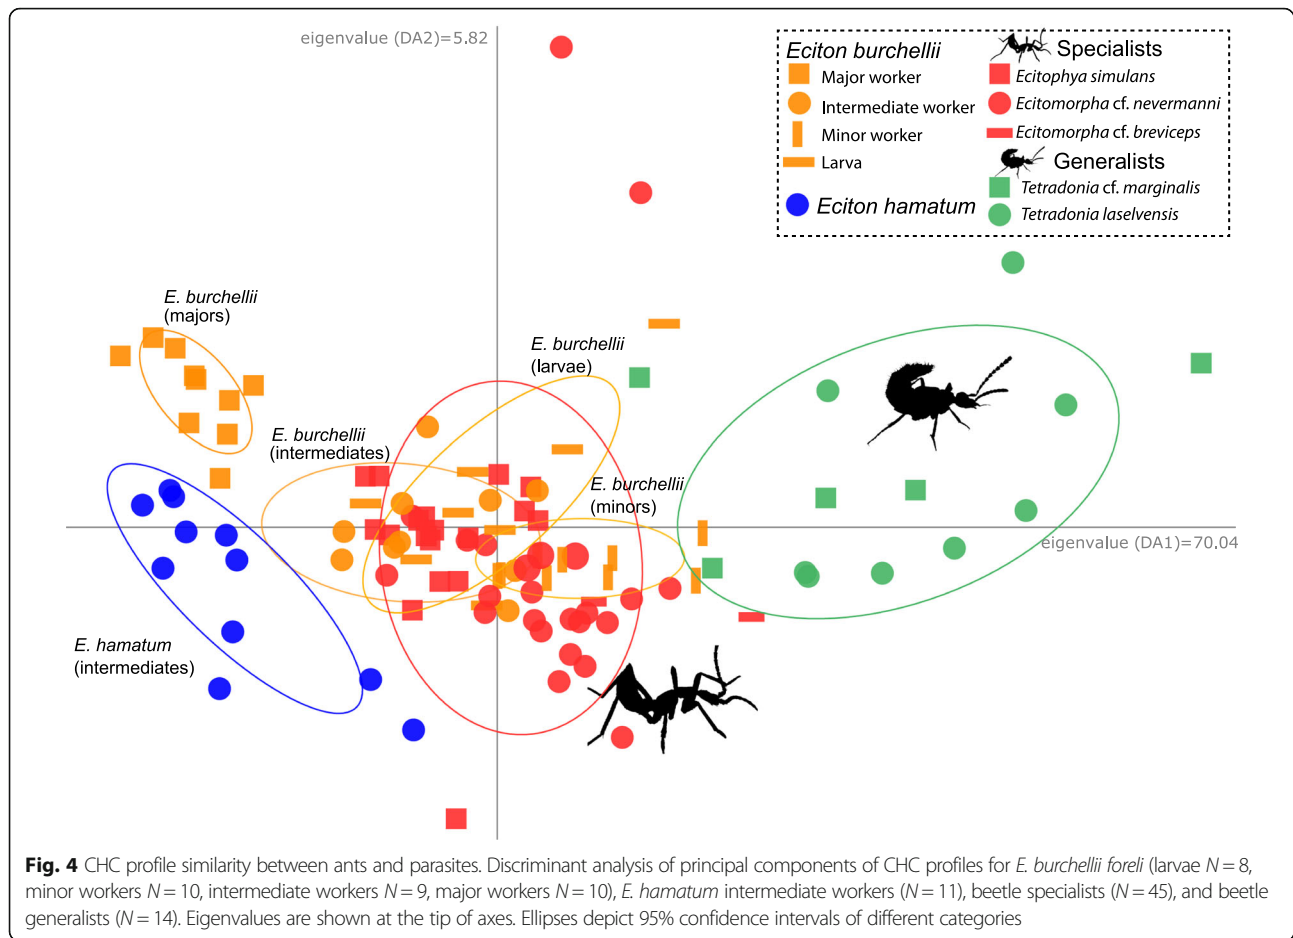 eigenvalue (DA2)=5.82
Eciton burchellii
Major worker
Intermediate worker
Minor worker
Larva
Eciton hamatum
Specialists
Ecitophya simulans
Ecitomorpha cf. nevermanni
Ecitomorpha cf. breviceps
Generalists
Tetradonia cf. marginalis
Tetradonia laselvensis
E. burchellii
(majors)
E. burchellii
(larvae)
E. burchellii
(intermediates)
E. burchellii
(minors)
eigenvalue (DA1)=70.04
E. hamatum
(intermediates)
Fig. 4 CHC profile similarity between ants and parasites. Discriminant analysis of principal components of CHC profiles for E. burchellii foreli (larvae N = 8,
minor workers N = 10, intermediate workers N = 9, major workers N = 10), E. hamatum intermediate workers (N = 11), beetle specialists (N = 45), and beetle
generalists (N = 14). Eigenvalues are shown at the tip of axes. Ellipses depict 95% confidence intervals of different categories